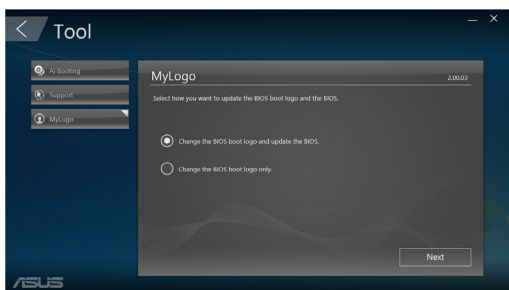 Tool
Ai Booting
Support
MyLogo
MyLogo
2.00.03
Select how you want to update the BIOS boot logo and the BIOS.
Change the BIOS boot logo and update the BIOS.
Change the BIOS boot logo only.
Next
ASUS